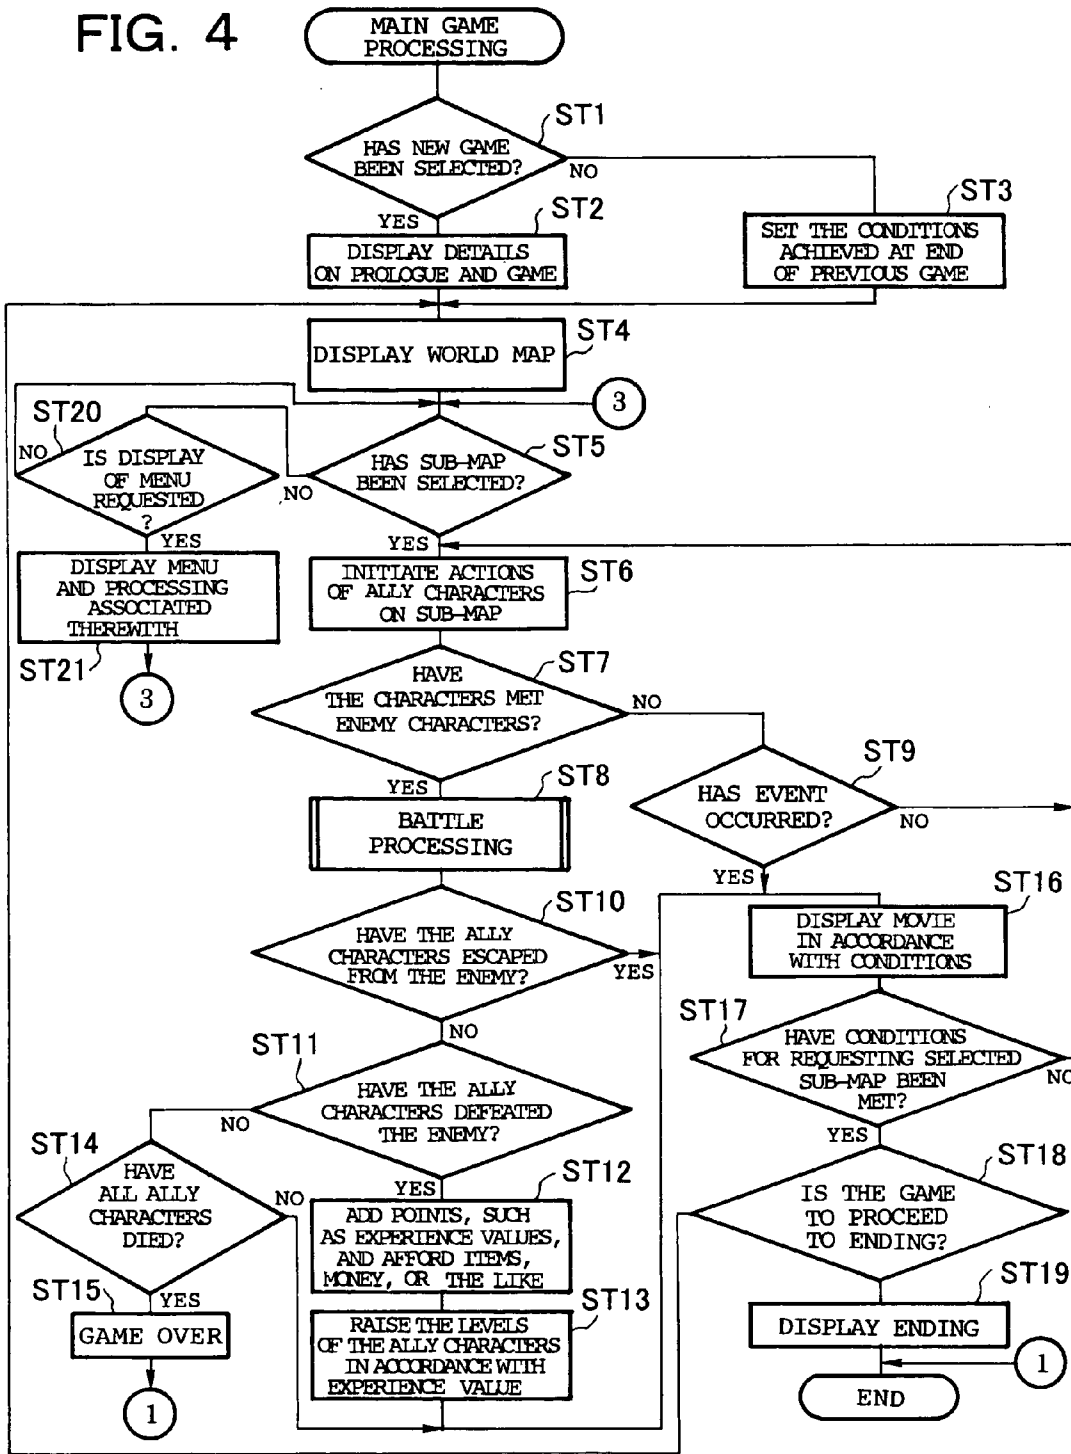 FIG. 4
MAIN GAME
PROCESSING
ST1
HAS NEW GAME
BEEN SELECTED?
NO
YES
ST2
DISPLAY DETAILS
ON PROLOGUE AND GAME
ST3
SET THE CONDITIONS
ACHIEVED AT END
OF PREVIOUS GAME
ST4
DISPLAY WORLD MAP
3
ST20
NO
IS DISPLAY
OF MENU
REQUESTED
?
YES
ST5
HAS SUB-MAP
BEEN SELECTED?
NO
YES
DISPLAY MENU
AND PROCESSING
ASSOCIATED
THEREWITH
ST21
3
ST6
INITIATE ACTIONS
OF ALLY CHARACTERS
ON SUB-MAP
ST7
HAVE
THE CHARACTERS MET
ENEMY CHARACTERS?
NO
YES
ST8
BATTLE
PROCESSING
ST9
HAS EVENT
OCCURRED?
NO
YES
ST10
HAVE THE ALLY
CHARACTERS ESCAPED
FROM THE ENEMY?
YES
NO
ST16
DISPLAY MOVIE
IN ACCORDANCE
WITH CONDITIONS
ST17
HAVE CONDITIONS
FOR REQUESTING SELECTED
SUB-MAP BEEN
MET?
NO
YES
ST11
HAVE THE ALLY
CHARACTERS DEFEATED
THE ENEMY?
NO
YES
ST14
HAVE
ALL ALLY
CHARACTERS
DIED?
NO
YES
ST12
ADD POINTS, SUCH
AS EXPERIENCE VALUES,
AND AFFORD ITEMS,
MONEY, OR THE LIKE
ST18
IS THE GAME
TO PROCEED
TO ENDING?
ST15
GAME OVER
1
ST13
RAISE THE LEVELS
OF THE ALLY CHARACTERS
IN ACCORDANCE WITH
EXPERIENCE VALUE
ST19
DISPLAY ENDING
1
END